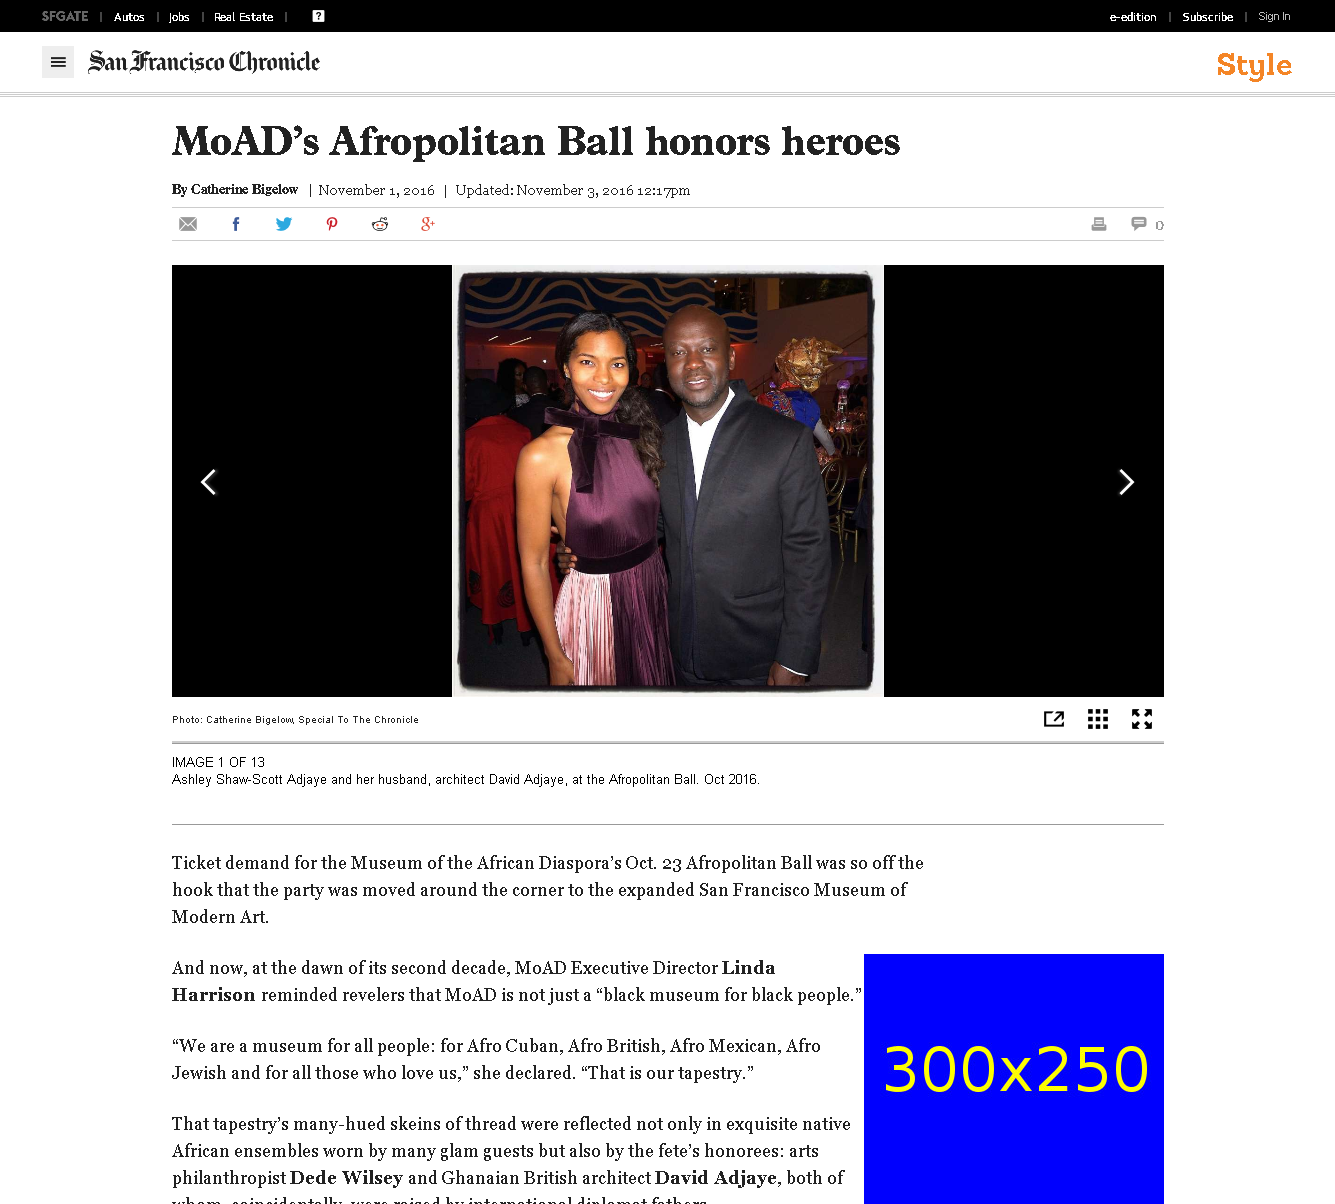 SFGATE | Autos | Jobs | Real Estate | ? e-edition | Subscribe | Sign In
San Francisco Chronicle Style
MoAD’s Afropolitan Ball honors heroes
By Catherine Bigelow | November 1, 2016 | Updated: November 3, 2016 12:17pm
0
Photo: Catherine Bigelow, Special To The Chronicle
IMAGE 1 OF 13
Ashley Shaw-Scott Adjaye and her husband, architect David Adjaye, at the Afropolitan Ball. Oct 2016.
Ticket demand for the Museum of the African Diaspora’s Oct. 23 Afropolitan Ball was so off the
hook that the party was moved around the corner to the expanded San Francisco Museum of
Modern Art.
And now, at the dawn of its second decade, MoAD Executive Director Linda
Harrison reminded revelers that MoAD is not just a “black museum for black people.”
“We are a museum for all people: for Afro Cuban, Afro British, Afro Mexican, Afro
Jewish and for all those who love us,” she declared. “That is our tapestry.”
300x250
That tapestry’s many-hued skeins of thread were reflected not only in exquisite native
African ensembles worn by many glam guests but also by the fete’s honorees: arts
philanthropist Dede Wilsey and Ghanaian British architect David Adjaye, both of
whom, coincidentally, were raised by international diplomat fathers.